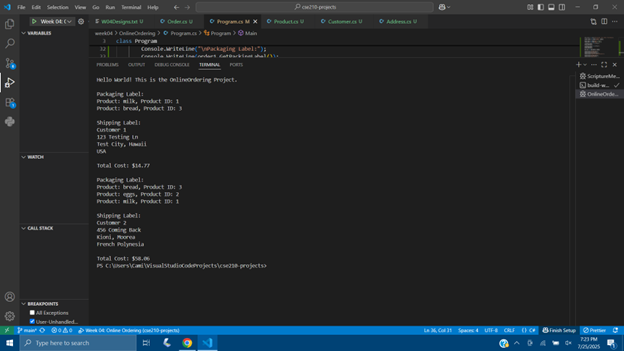 File Edit Selection View Go Run Terminal Help
cse210-projects
Week 04: C
W04Designs.txt U
Order.cs U
Program.cs M
Product.cs U
Customer.cs U
Address.cs U
week04 > OnlineOrdering > Program.cs > Program > Main
3 class Program
32 Console.WriteLine("\nPackaging Label:");
VARIABLES
WATCH
CALL STACK
BREAKPOINTS
All Exceptions
User-Unhandled...
PROBLEMS OUTPUT DEBUG CONSOLE TERMINAL PORTS
Hello World! This is the OnlineOrdering Project.
Packaging Label:
Product: milk, Product ID: 1
Product: bread, Product ID: 3
Shipping Label:
Customer 1
123 Testing Ln
Test City, Hawaii
USA
Total Cost: $14.77
Packaging Label:
Product: bread, Product ID: 3
Product: eggs, Product ID: 2
Product: milk, Product ID: 1
Shipping Label:
Customer 2
456 Coming Back
Kioni, Moorea
French Polynesia
Total Cost: $58.06
PS C:\Users\Cami\VisualStudioCodeProjects\cse210-projects>
ScriptureMe...
build-w...
OnlineOrde...
main* 0 0 Week 04: Online Ordering (cse210-projects)
Ln 36, Col 31 Spaces: 4 UTF-8 CRLF {} C# Finish Setup Prettier
Type here to search
7:23 PM
7/25/2025